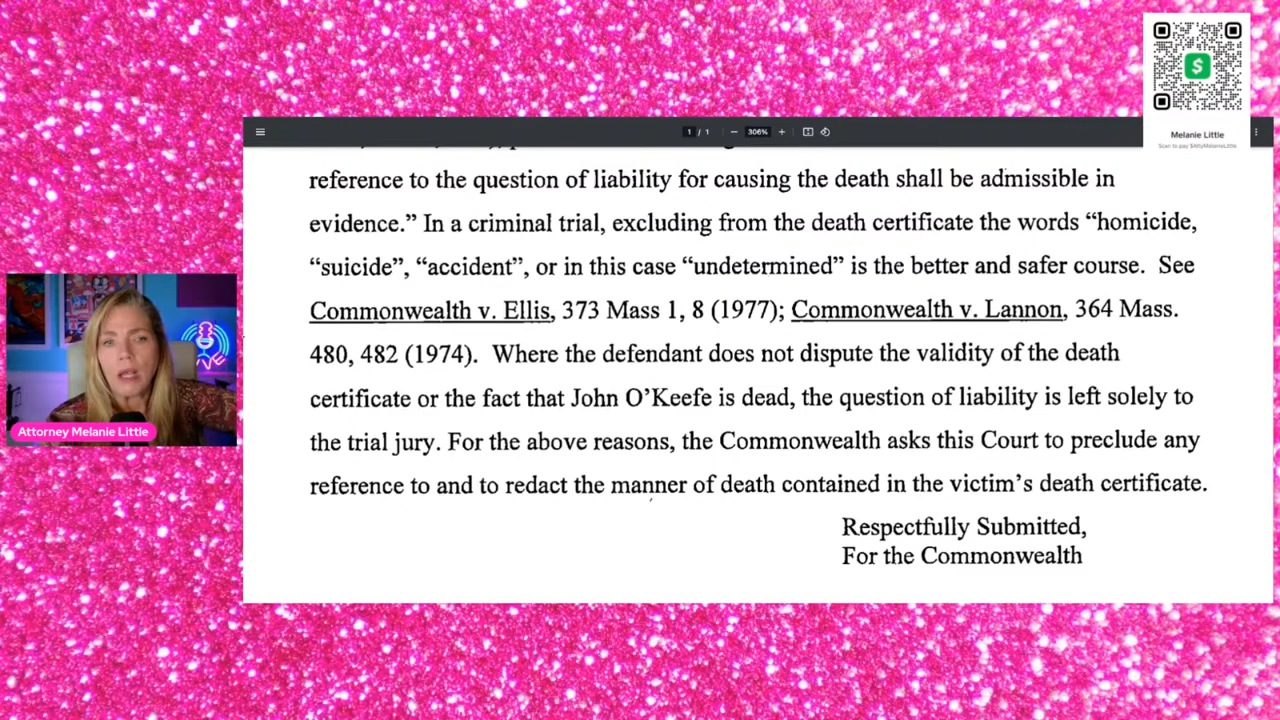 Melanie Little
Scan to pay $AttyMelanieLittle
1 / 1
306%
reference to the question of liability for causing the death shall be admissible in
evidence.” In a criminal trial, excluding from the death certificate the words “homicide,
“suicide”, “accident”, or in this case “undetermined” is the better and safer course. See
Commonwealth v. Ellis, 373 Mass 1, 8 (1977); Commonwealth v. Lannon, 364 Mass.
480, 482 (1974). Where the defendant does not dispute the validity of the death
certificate or the fact that John O’Keefe is dead, the question of liability is left solely to
the trial jury. For the above reasons, the Commonwealth asks this Court to preclude any
reference to and to redact the manner of death contained in the victim’s death certificate.
Respectfully Submitted,
For the Commonwealth
LIVE
Attorney Melanie Little